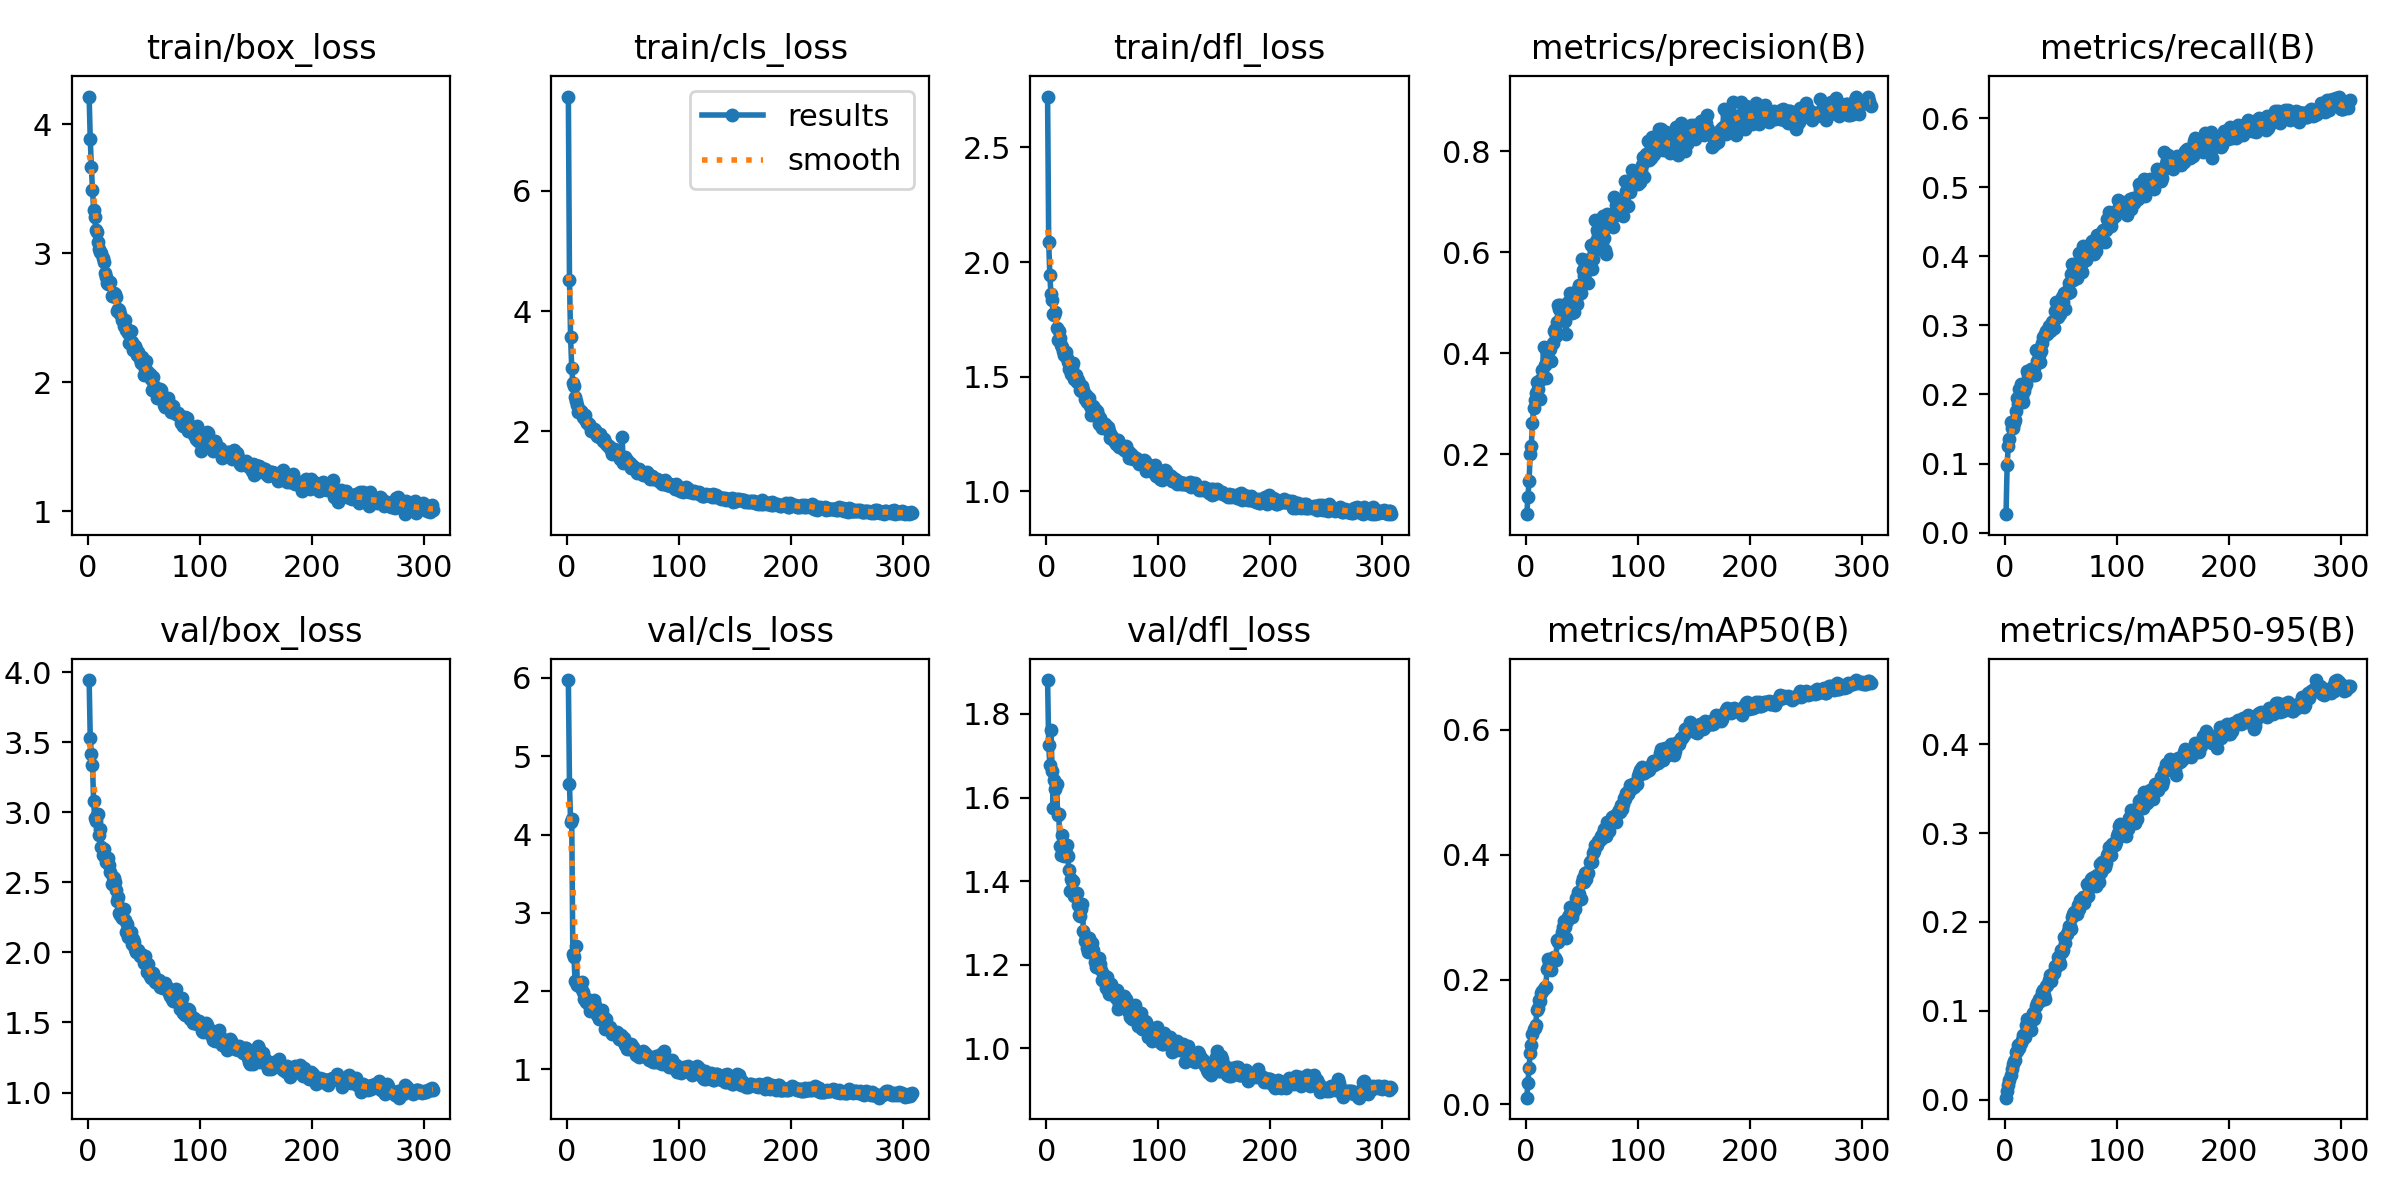 train/box_loss
4
3
2
1
0 100 200 300
train/cls_loss
results
smooth
6
4
2
0 100 200 300
train/dfl_loss
2.5
2.0
1.5
1.0
0 100 200 300
metrics/precision(B)
0.8
0.6
0.4
0.2
0 100 200 300
metrics/recall(B)
0.6
0.5
0.4
0.3
0.2
0.1
0.0
0 100 200 300
val/box_loss
4.0
3.5
3.0
2.5
2.0
1.5
1.0
0 100 200 300
val/cls_loss
6
5
4
3
2
1
0 100 200 300
val/dfl_loss
1.8
1.6
1.4
1.2
1.0
0 100 200 300
metrics/mAP50(B)
0.6
0.4
0.2
0.0
0 100 200 300
metrics/mAP50-95(B)
0.4
0.3
0.2
0.1
0.0
0 100 200 300